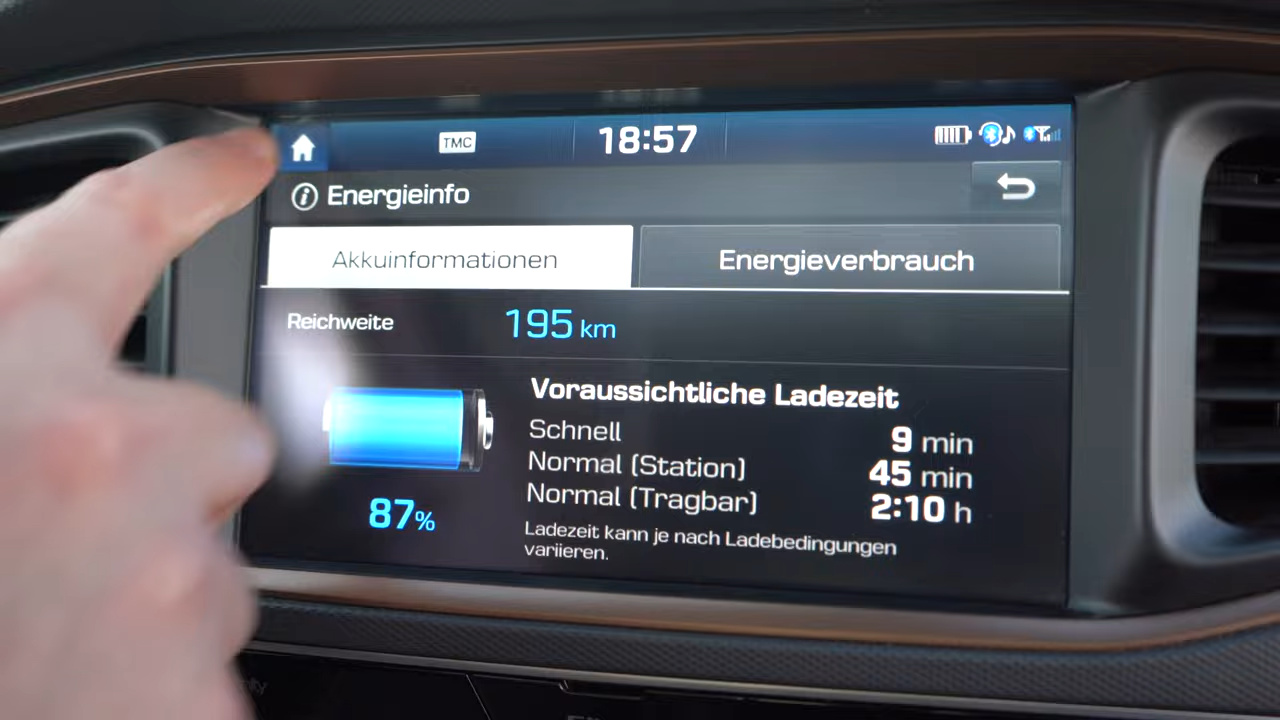 TMC 18:57
Energieinfo
Akkuinformationen Energieverbrauch
Reichweite 195 km
Voraussichtliche Ladezeit
Schnell 9 min
Normal (Station) 45 min
Normal (Tragbar) 2:10 h
87%
Ladezeit kann je nach Ladebedingungen
variieren.